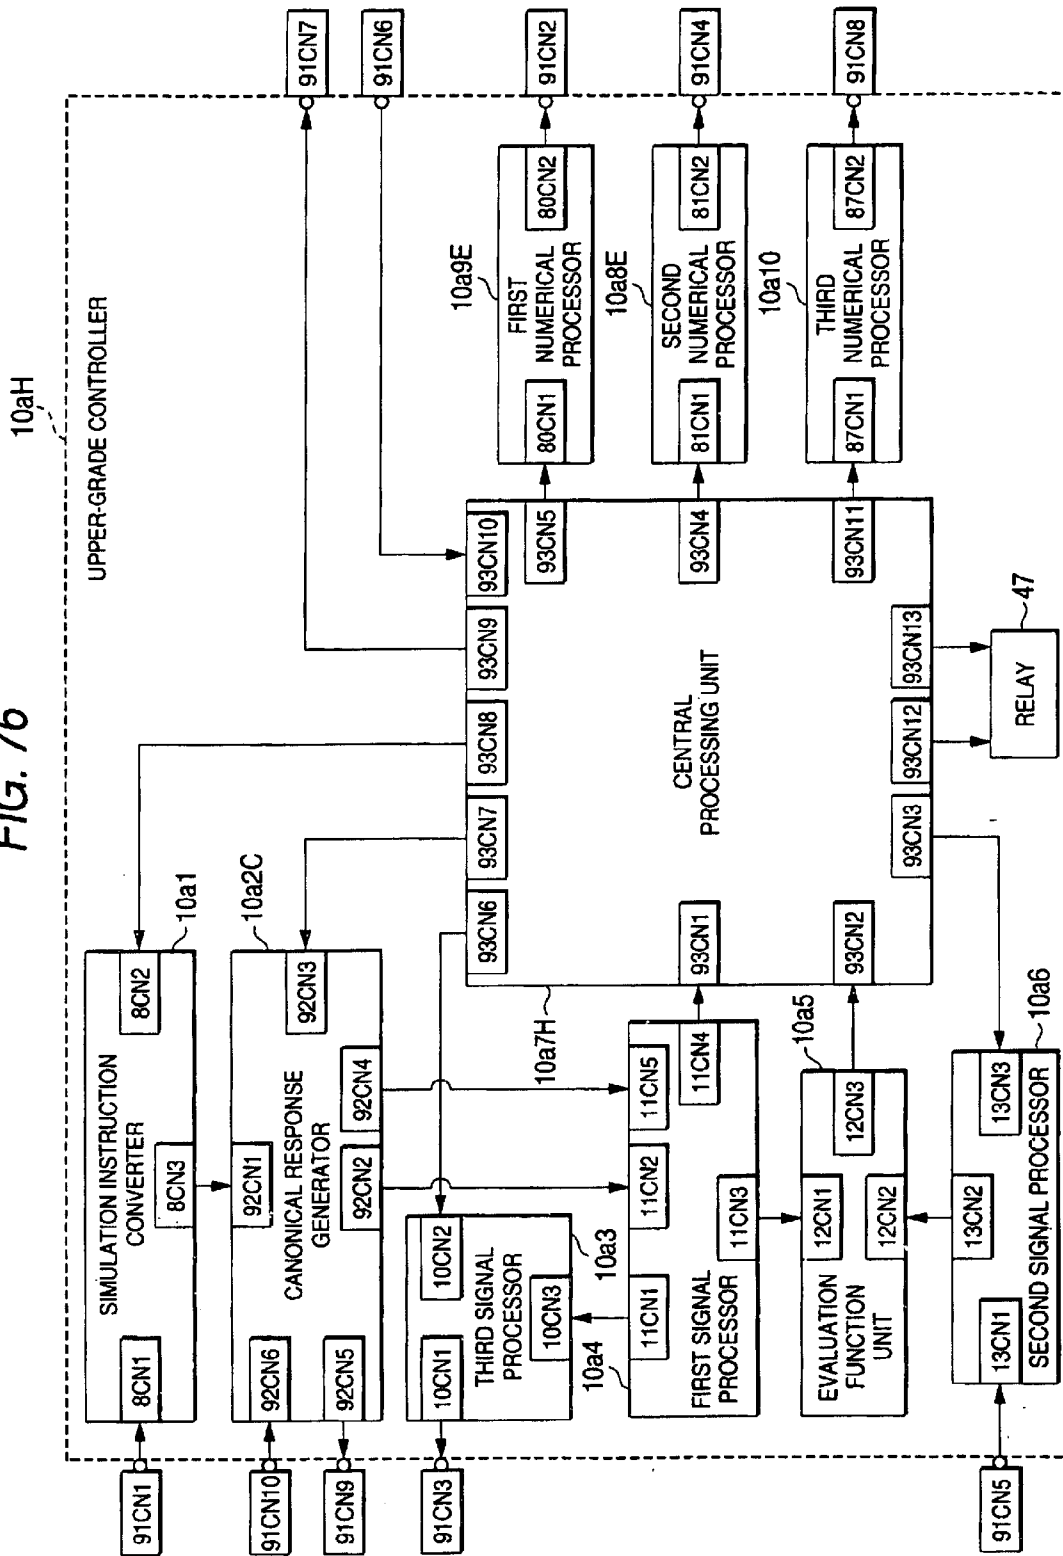 FIG. 76
10aH
UPPER-GRADE CONTROLLER
91CN1
8CN1
SIMULATION INSTRUCTION
CONVERTER
8CN2
8CN3
10a1
91CN10
91CN9
92CN6
92CN5
CANONICAL RESPONSE
GENERATOR
92CN1
92CN3
92CN2
92CN4
10a2C
91CN3
10CN1
THIRD SIGNAL
PROCESSOR
10CN2
10CN3
10a3
10a4
FIRST SIGNAL
PROCESSOR
11CN1
11CN2
11CN5
11CN3
11CN4
EVALUATION
FUNCTION
UNIT
12CN1
12CN2
12CN3
10a5
91CN5
13CN1
SECOND SIGNAL PROCESSOR
13CN2
13CN3
10a6
10a7H
CENTRAL
PROCESSING UNIT
93CN6
93CN7
93CN8
93CN9
93CN10
93CN1
93CN2
93CN5
93CN4
93CN11
93CN3
93CN12
93CN13
RELAY
47
91CN7
91CN6
10a9E
80CN1
FIRST
NUMERICAL
PROCESSOR
80CN2
91CN2
10a8E
81CN1
SECOND
NUMERICAL
PROCESSOR
81CN2
91CN4
10a10
87CN1
THIRD
NUMERICAL
PROCESSOR
87CN2
91CN8